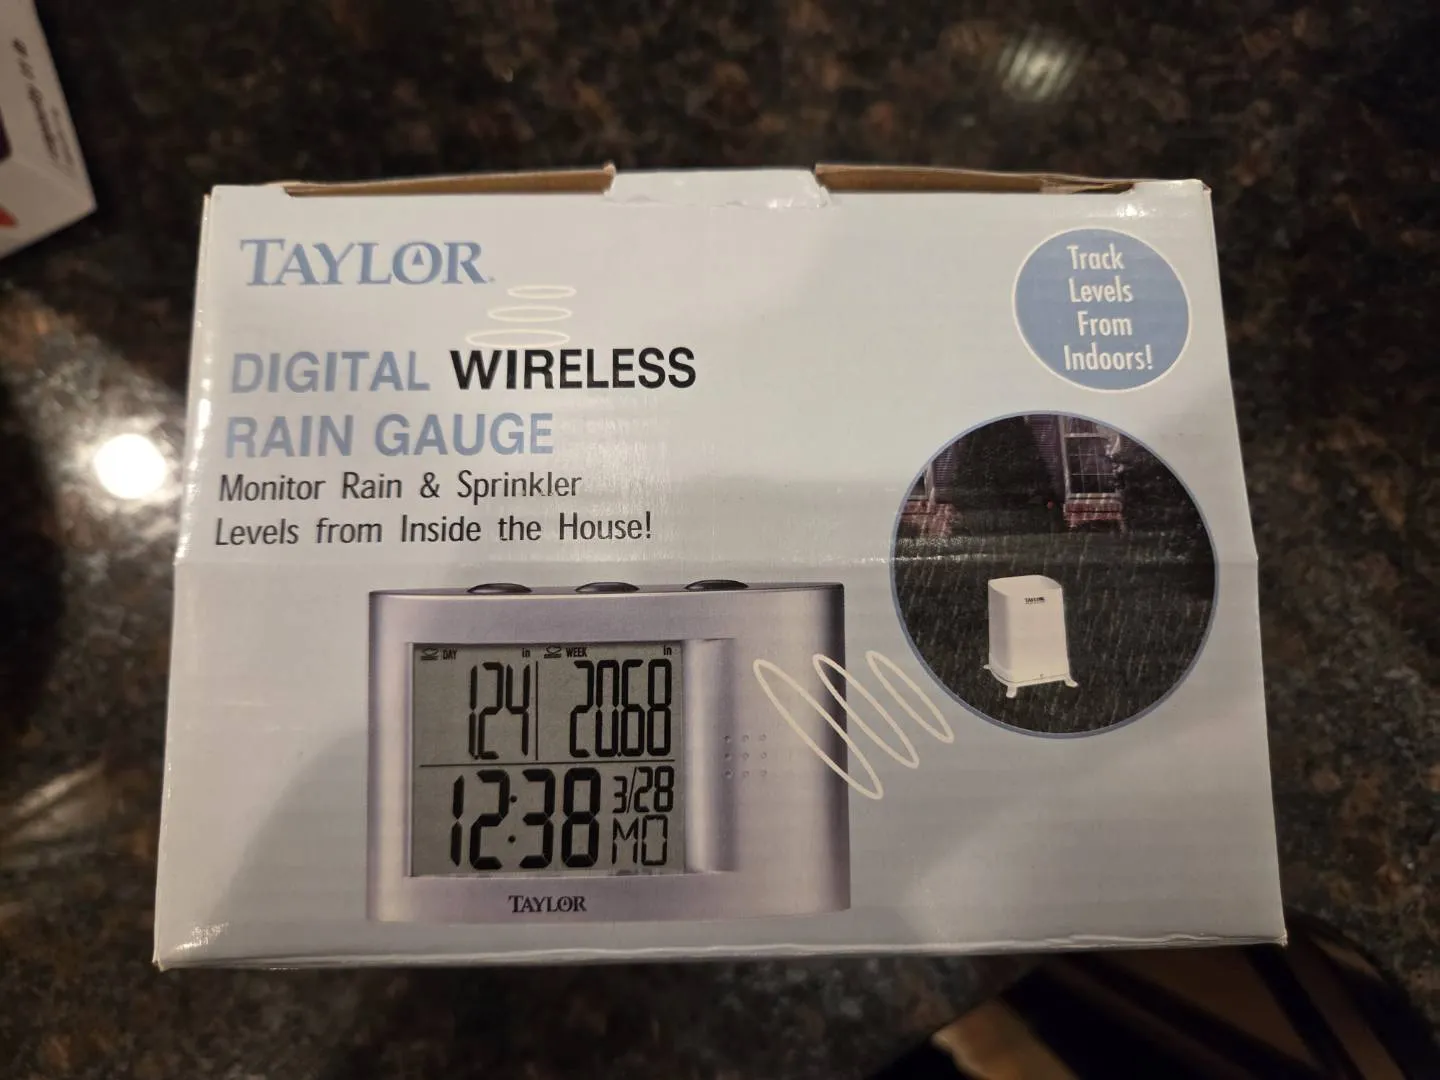 TAYLOR
DIGITAL WIRELESS
RAIN GAUGE
Monitor Rain & Sprinkler
Levels from Inside the House!
Track
Levels
From
Indoors!
TAYLOR
DAY in WEEK in
1.24 20.68
12:38 3/28
MO
TAYLOR